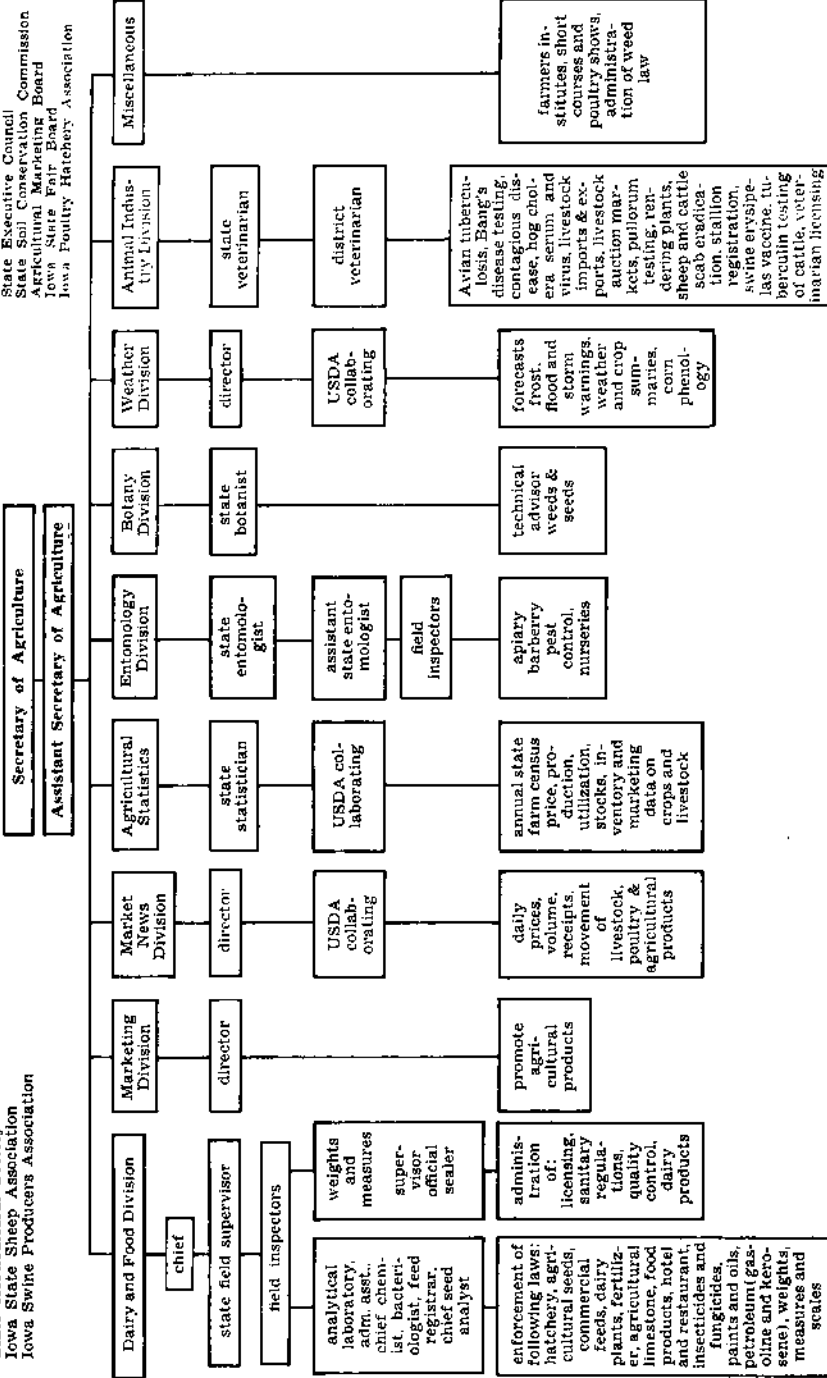 State Executive Council
State Soil Conservation Commission
Agricultural Marketing Board
Iowa State Fair Board
Iowa Poultry Hatchery Association
Iowa State Sheep Association
Iowa Swine Producers Association
Secretary of Agriculture
Assistant Secretary of Agriculture
Dairy and Food Division
chief
state field supervisor
field inspectors
analytical
laboratory,
adm. asst.,
chief chem-
ist, bacteri-
ologist, feed
registrar,
chief seed
analyst
enforcement of
following laws:
hatchery, agri-
cultural seeds,
commercial
feeds, dairy
plants, fertiliz-
er, agricultural
limestone, food
products, hotel
and restaurant,
insecticides and
fungicides,
paints and oils,
petroleum(gas-
oline and kero-
sene), weights,
measures and
scales
weights
and
measures
super-
visor
official
sealer
adminis-
tration
of:
licensing,
sanitary
regula-
tions,
quality
control,
dairy
products
Marketing
Division
director
promote
agri-
cultural
products
Market
News
Division
director
USDA
collab-
orating
daily
prices,
volume,
receipts,
movement
of
livestock,
poultry &
agricultural
products
Agricultural
Statistics
state
statistician
USDA col-
laborating
annual state
farm census
price, pro-
duction,
utilization,
stocks, in-
ventory and
marketing
data on
crops and
livestock
Entomology
Division
state
entomolo-
gist
assistant
state ento-
mologist
field
inspectors
apiary
barberry
pest
control,
nurseries
Botany
Division
state
botanist
technical
advisor
weeds &
seeds
Weather
Division
director
USDA
collab-
orating
forecasts
frost,
flood and
storm
warnings,
weather
and crop
sum-
maries,
corn
phenol-
ogy
Animal Indus-
try Division
state
veterinarian
district
veterinarian
Avian tubercu-
losis, Bang's
disease testing,
contagious dis-
ease, hog chol-
era serum and
virus, livestock
imports & ex-
ports, livestock
auction mar-
kets, pullorum
testing, ren-
dering plants,
sheep and cattle
scab eradica-
tion, stallion
registration,
swine erysipe-
las vaccine, tu-
berculin testing
of cattle, veter-
inarian licensing
Miscellaneous
farmers in-
stitutes, short
courses and
poultry shows,
administra-
tion of weed
law